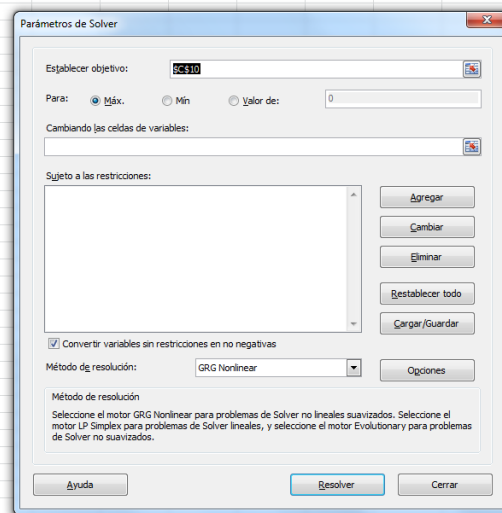 Parámetros de Solver
Establecer objetivo: $C$10
Para: Máx. Mín Valor de: 0
Cambiando las celdas de variables:
Sujeto a las restricciones:
Agregar
Cambiar
Eliminar
Restablecer todo
Cargar/Guardar
Convertir variables sin restricciones en no negativas
Método de resolución: GRG Nonlinear Opciones
Método de resolución
Seleccione el motor GRG Nonlinear para problemas de Solver no lineales suavizados. Seleccione el
motor LP Simplex para problemas de Solver lineales, y seleccione el motor Evolutionary para problemas
de Solver no suavizados.
Ayuda Resolver Cerrar